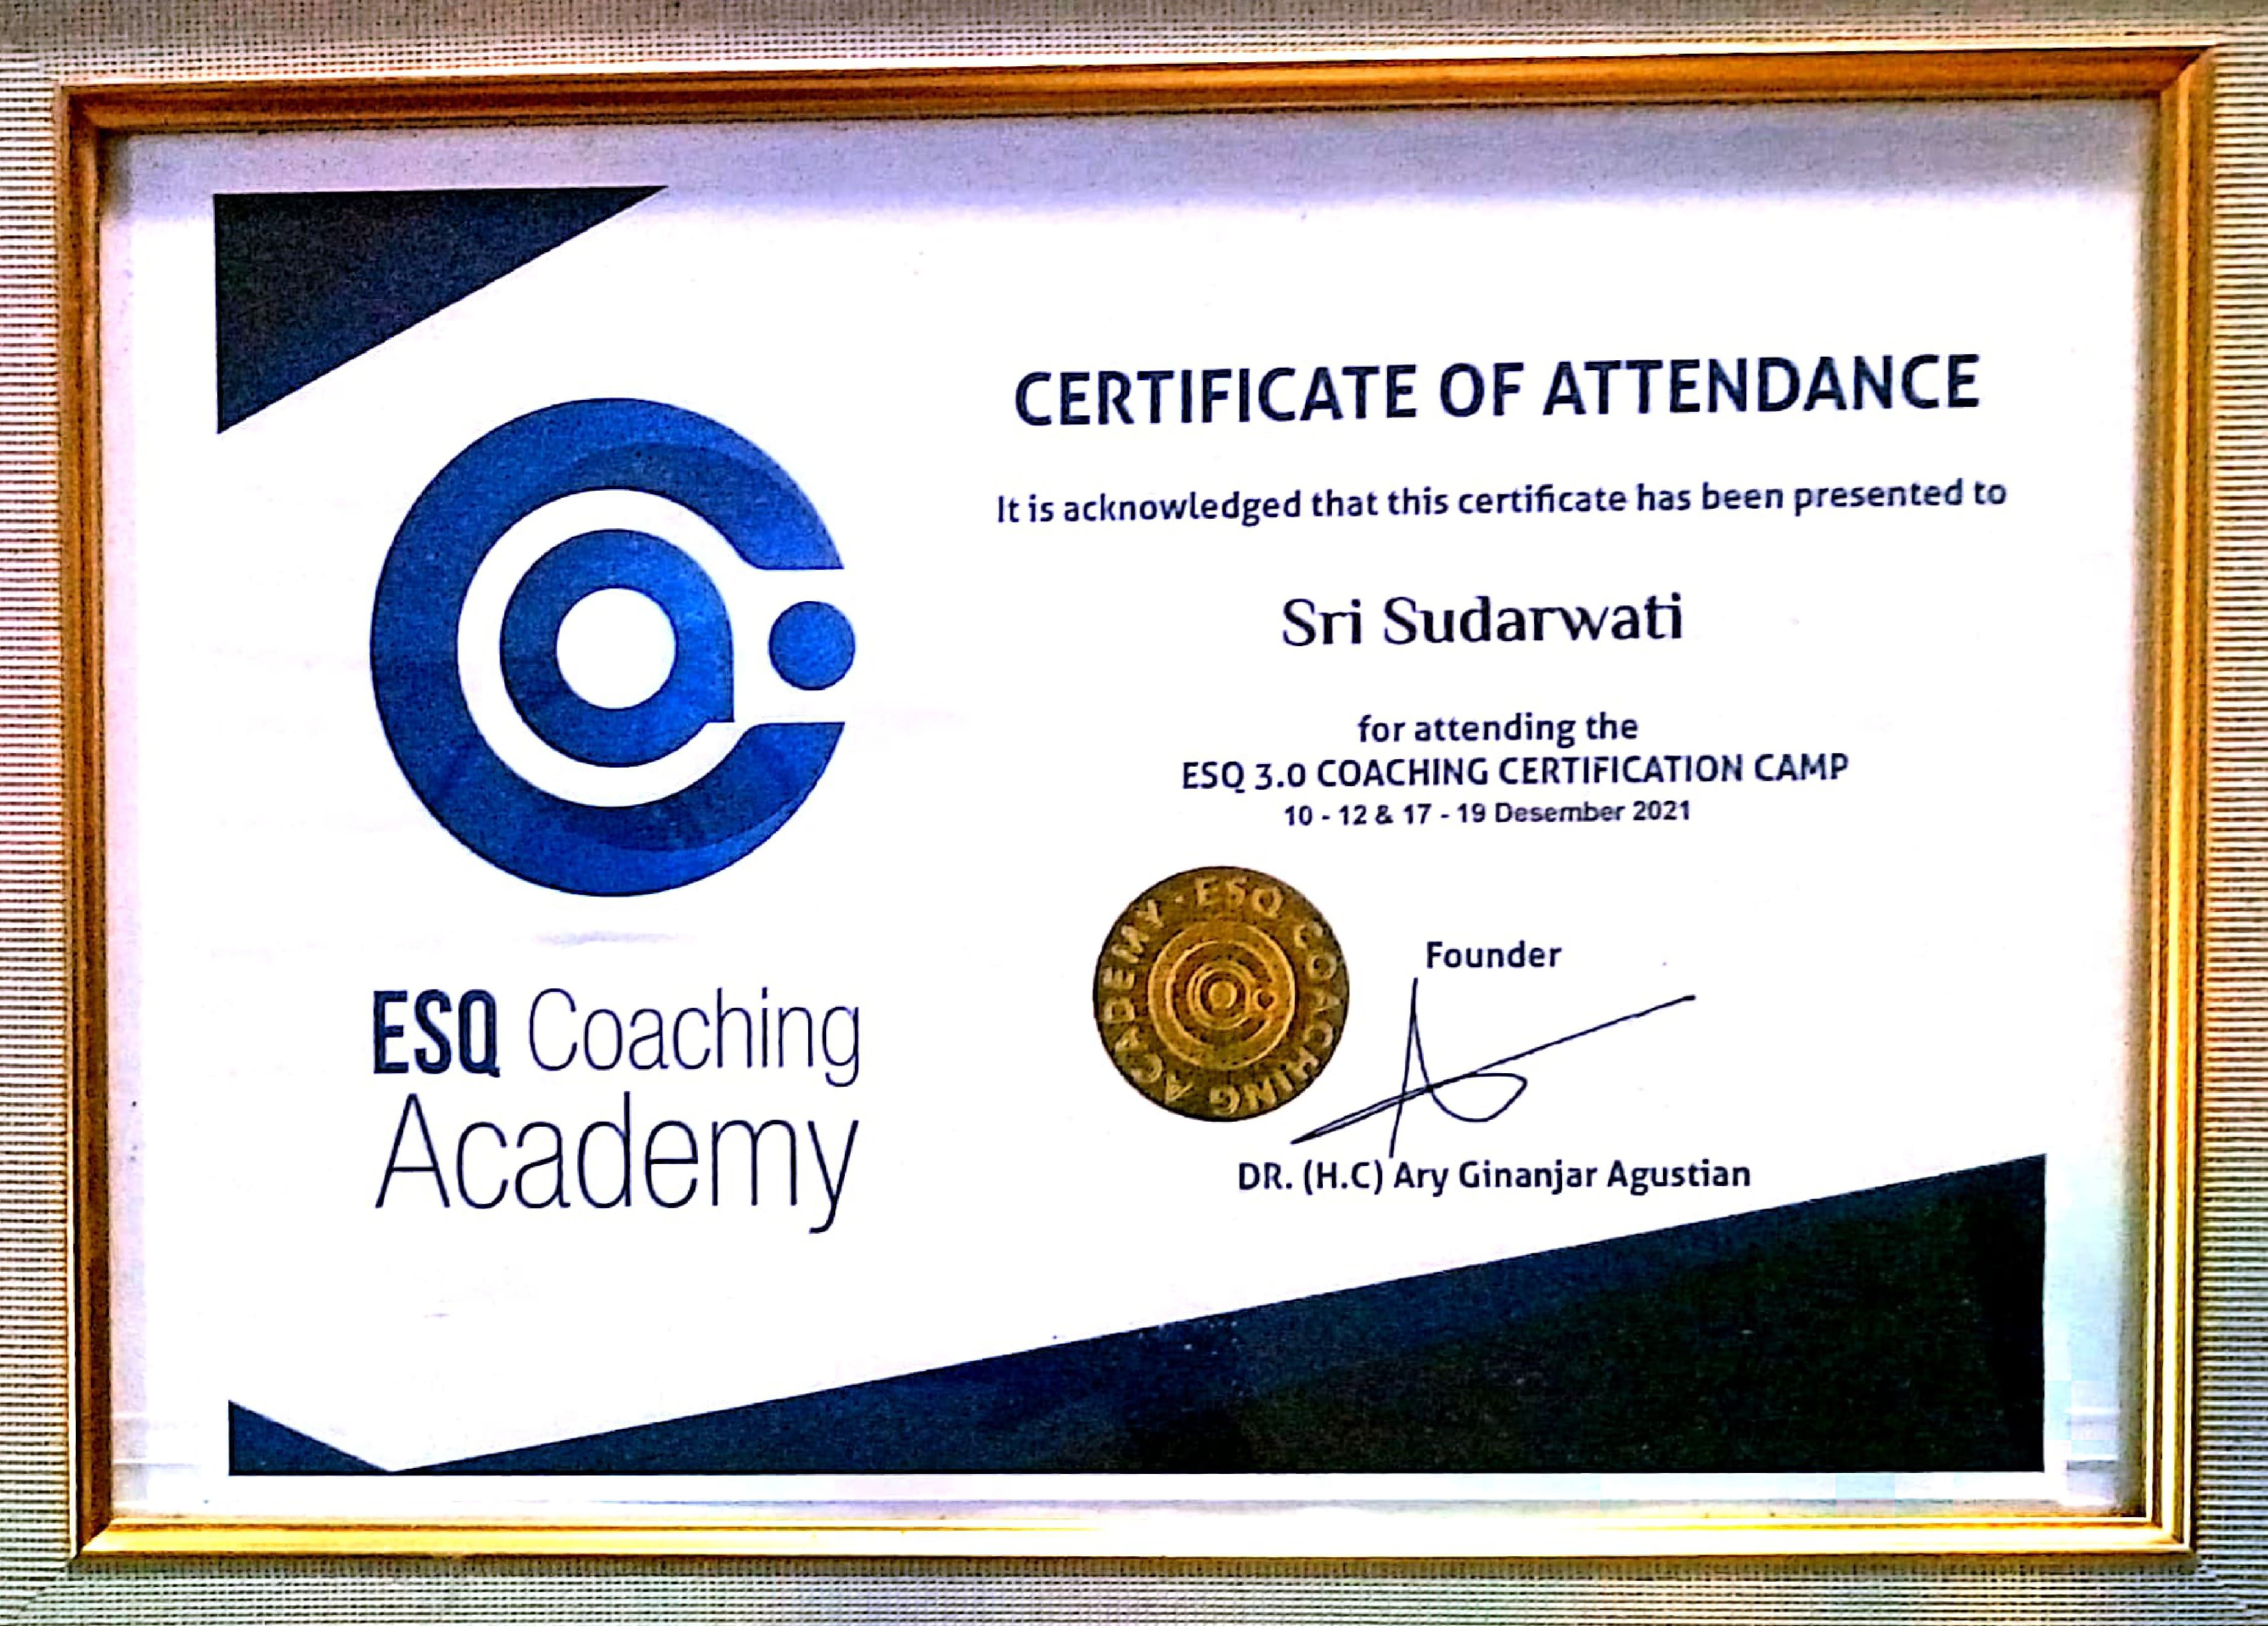 CERTIFICATE OF ATTENDANCE
It is acknowledged that this certificate has been presented to
Sri Sudarwati
for attending the
ESQ 3.0 COACHING CERTIFICATION CAMP
10 - 12 & 17 - 19 Desember 2021
ESQ COACHING ACADEMY ·
Founder
DR. (H.C) Ary Ginanjar Agustian
ESQ Coaching
Academy